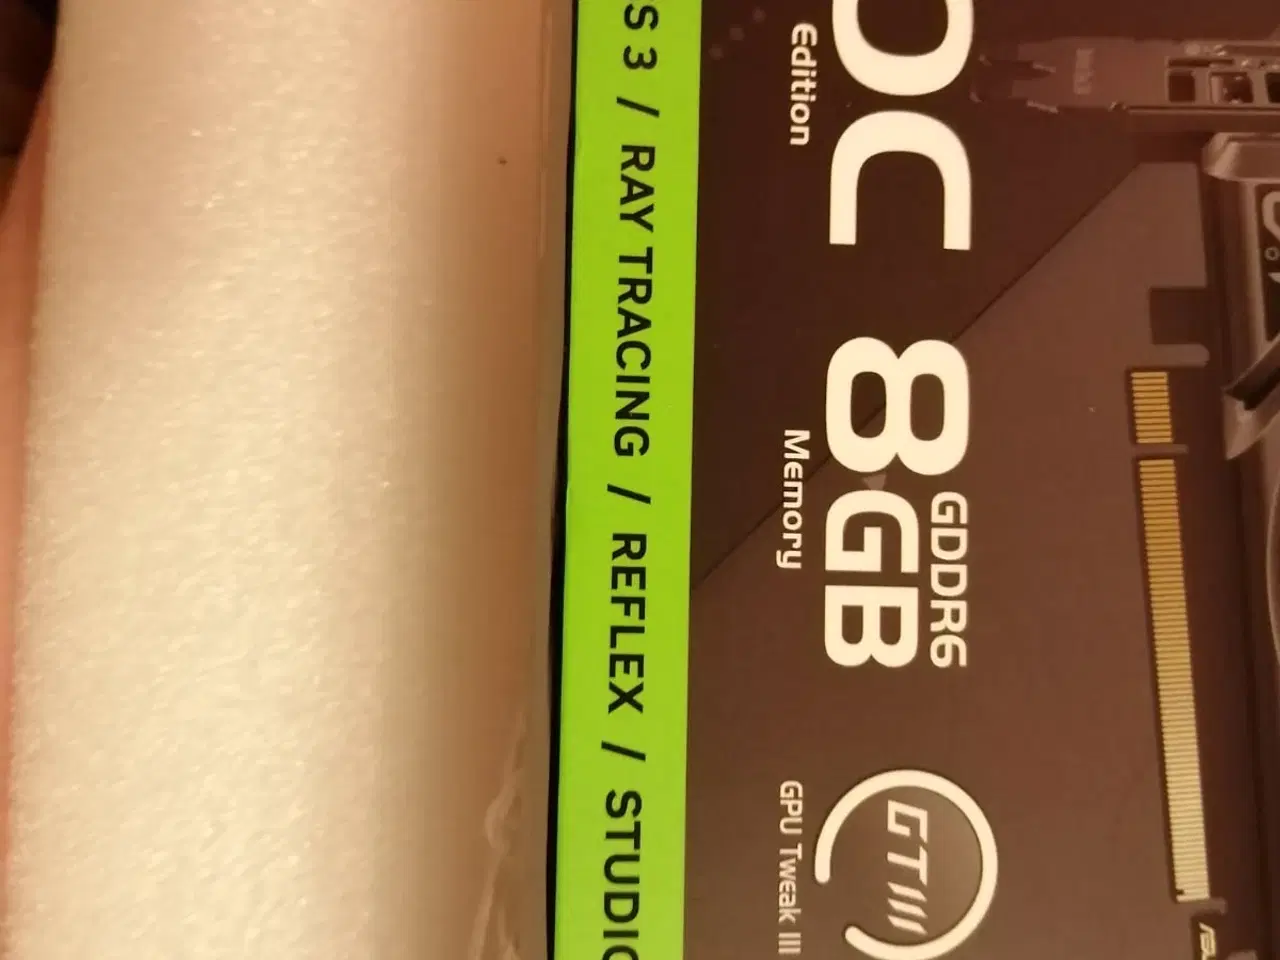 OC
Edition
8GB
GDDR6
Memory
GTIII
GPU Tweak III
S 3 / RAY TRACING / REFLEX / STUDIO